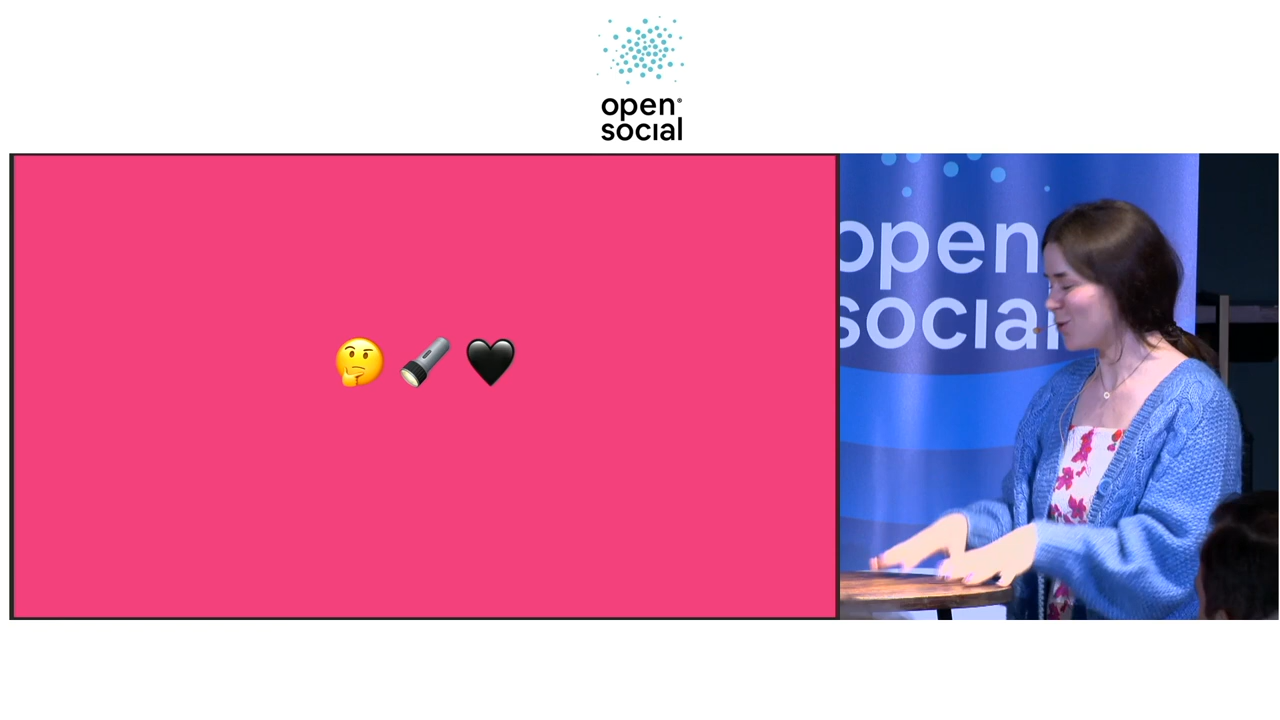 open®
social
🤔 🔦 🖤
open
social